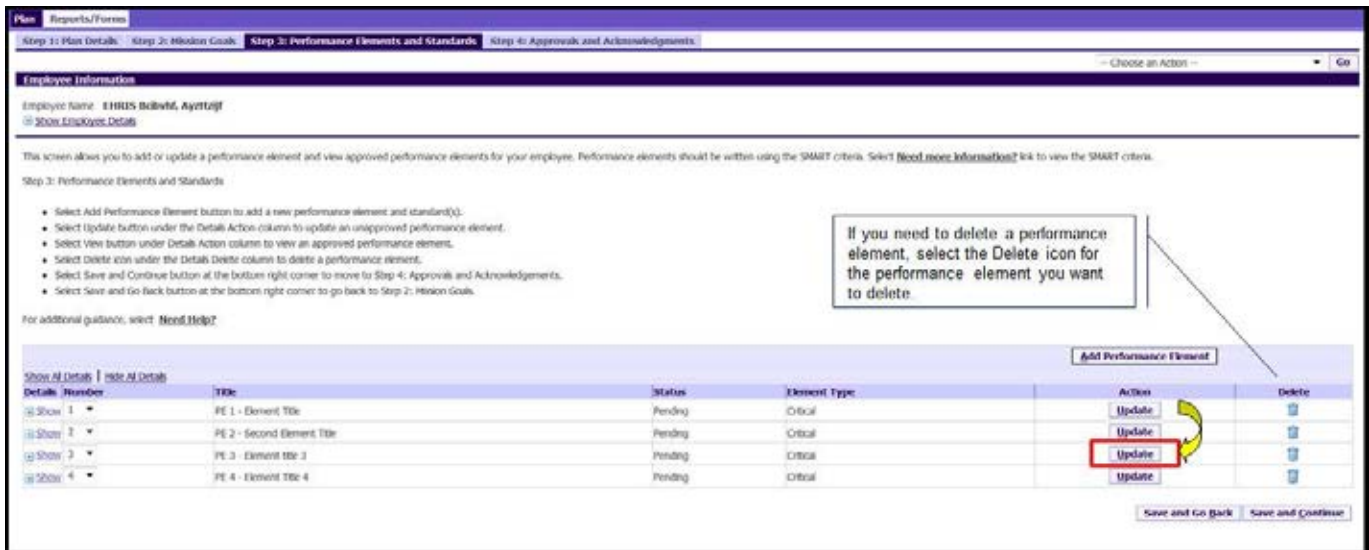 Plan Reports/Forms
Step 1: Plan Details Step 2: Mission Goals Step 3: Performance Elements and Standards Step 4: Approvals and Acknowledgments
-- Choose an Action -- Go
Employee Information
Employee Name EHRIS
Show Employee Details
This screen allows you to add or update a performance element and view approved performance elements for your employee. Performance elements should be written using the SMART criteria. Select Need more Information? link to view the SMART criteria.
Step 3: Performance Elements and Standards
• Select Add Performance Element button to add a new performance element and standard(s).
• Select Update button under the Details Action column to update an unapproved performance element.
• Select View button under Details Action column to view an approved performance element.
• Select Delete icon under the Details Delete column to delete a performance element.
• Select Save and Continue button at the bottom right corner to move to Step 4: Approvals and Acknowledgements.
• Select Save and Go Back button at the bottom right corner to go back to Step 2: Mission Goals.
If you need to delete a performance
element, select the Delete icon for
the performance element you want
to delete
For additional guidance, select Need Help?
Add Performance Element
Show All Details | Hide All Details
Details Number Title Status Element Type Action Delete
Show 1 PE 1 - Element Title Pending Critical Update
Show 2 PE 2 - Second Element Title Pending Critical Update
Show 3 PE 3 - Element title 3 Pending Critical Update
Show 4 PE 4 - Element Title 4 Pending Critical Update
Save and Go Back Save and Continue